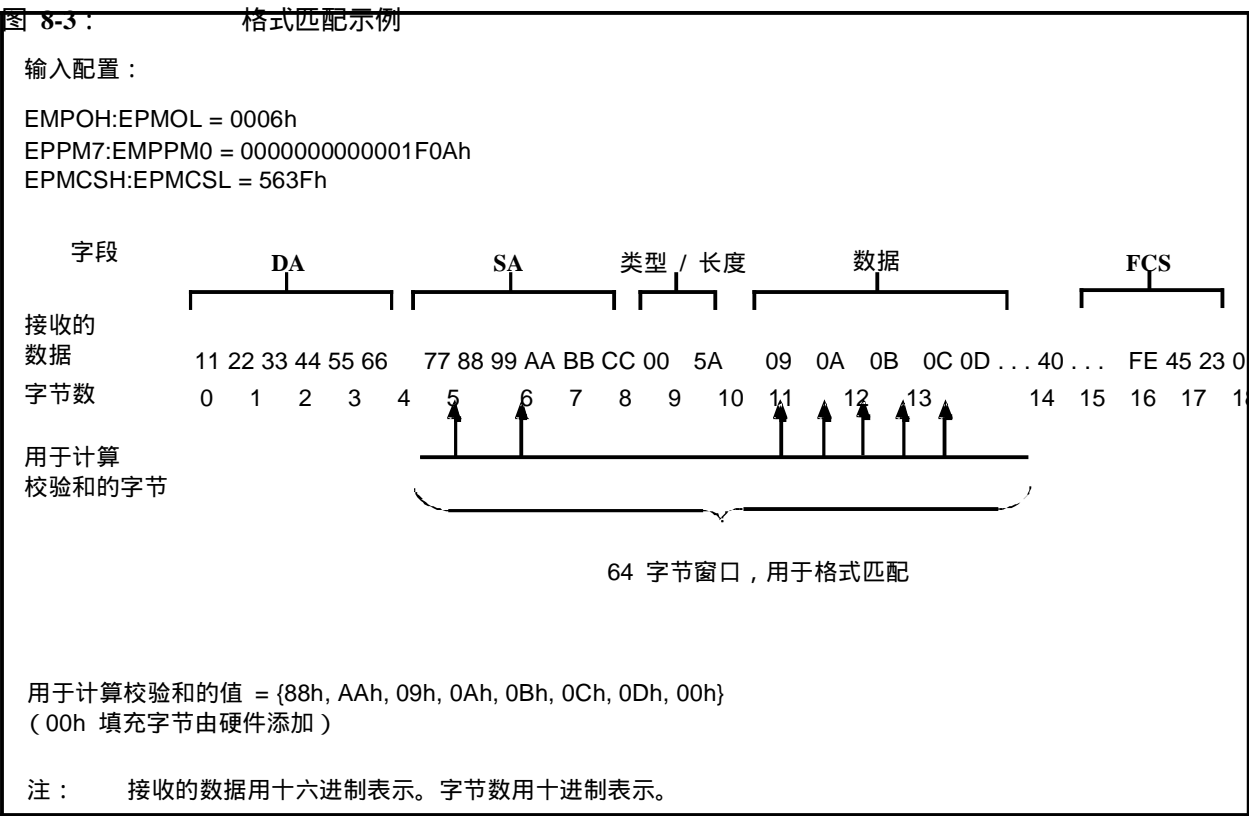 图 8-3： 格式匹配示例
输入配置：
EMPOH:EPMOL = 0006h
EPPM7:EMPPM0 = 0000000000001F0Ah
EPMCSH:EPMCSL = 563Fh
字段 DA SA 类型 / 长度 数据 FCS
接收的
数据 11 22 33 44 55 66 77 88 99 AA BB CC 00 5A 09 0A 0B 0C 0D . . . 40 . . . FE 45 23 0
字节数 0 1 2 3 4 5 6 7 8 9 10 11 12 13 14 15 16 17 18
用于计算
校验和的字节
64 字节窗口，用于格式匹配
用于计算校验和的值 = {88h, AAh, 09h, 0Ah, 0Bh, 0Ch, 0Dh, 00h}
（00h 填充字节由硬件添加）
注： 接收的数据用十六进制表示。字节数用十进制表示。